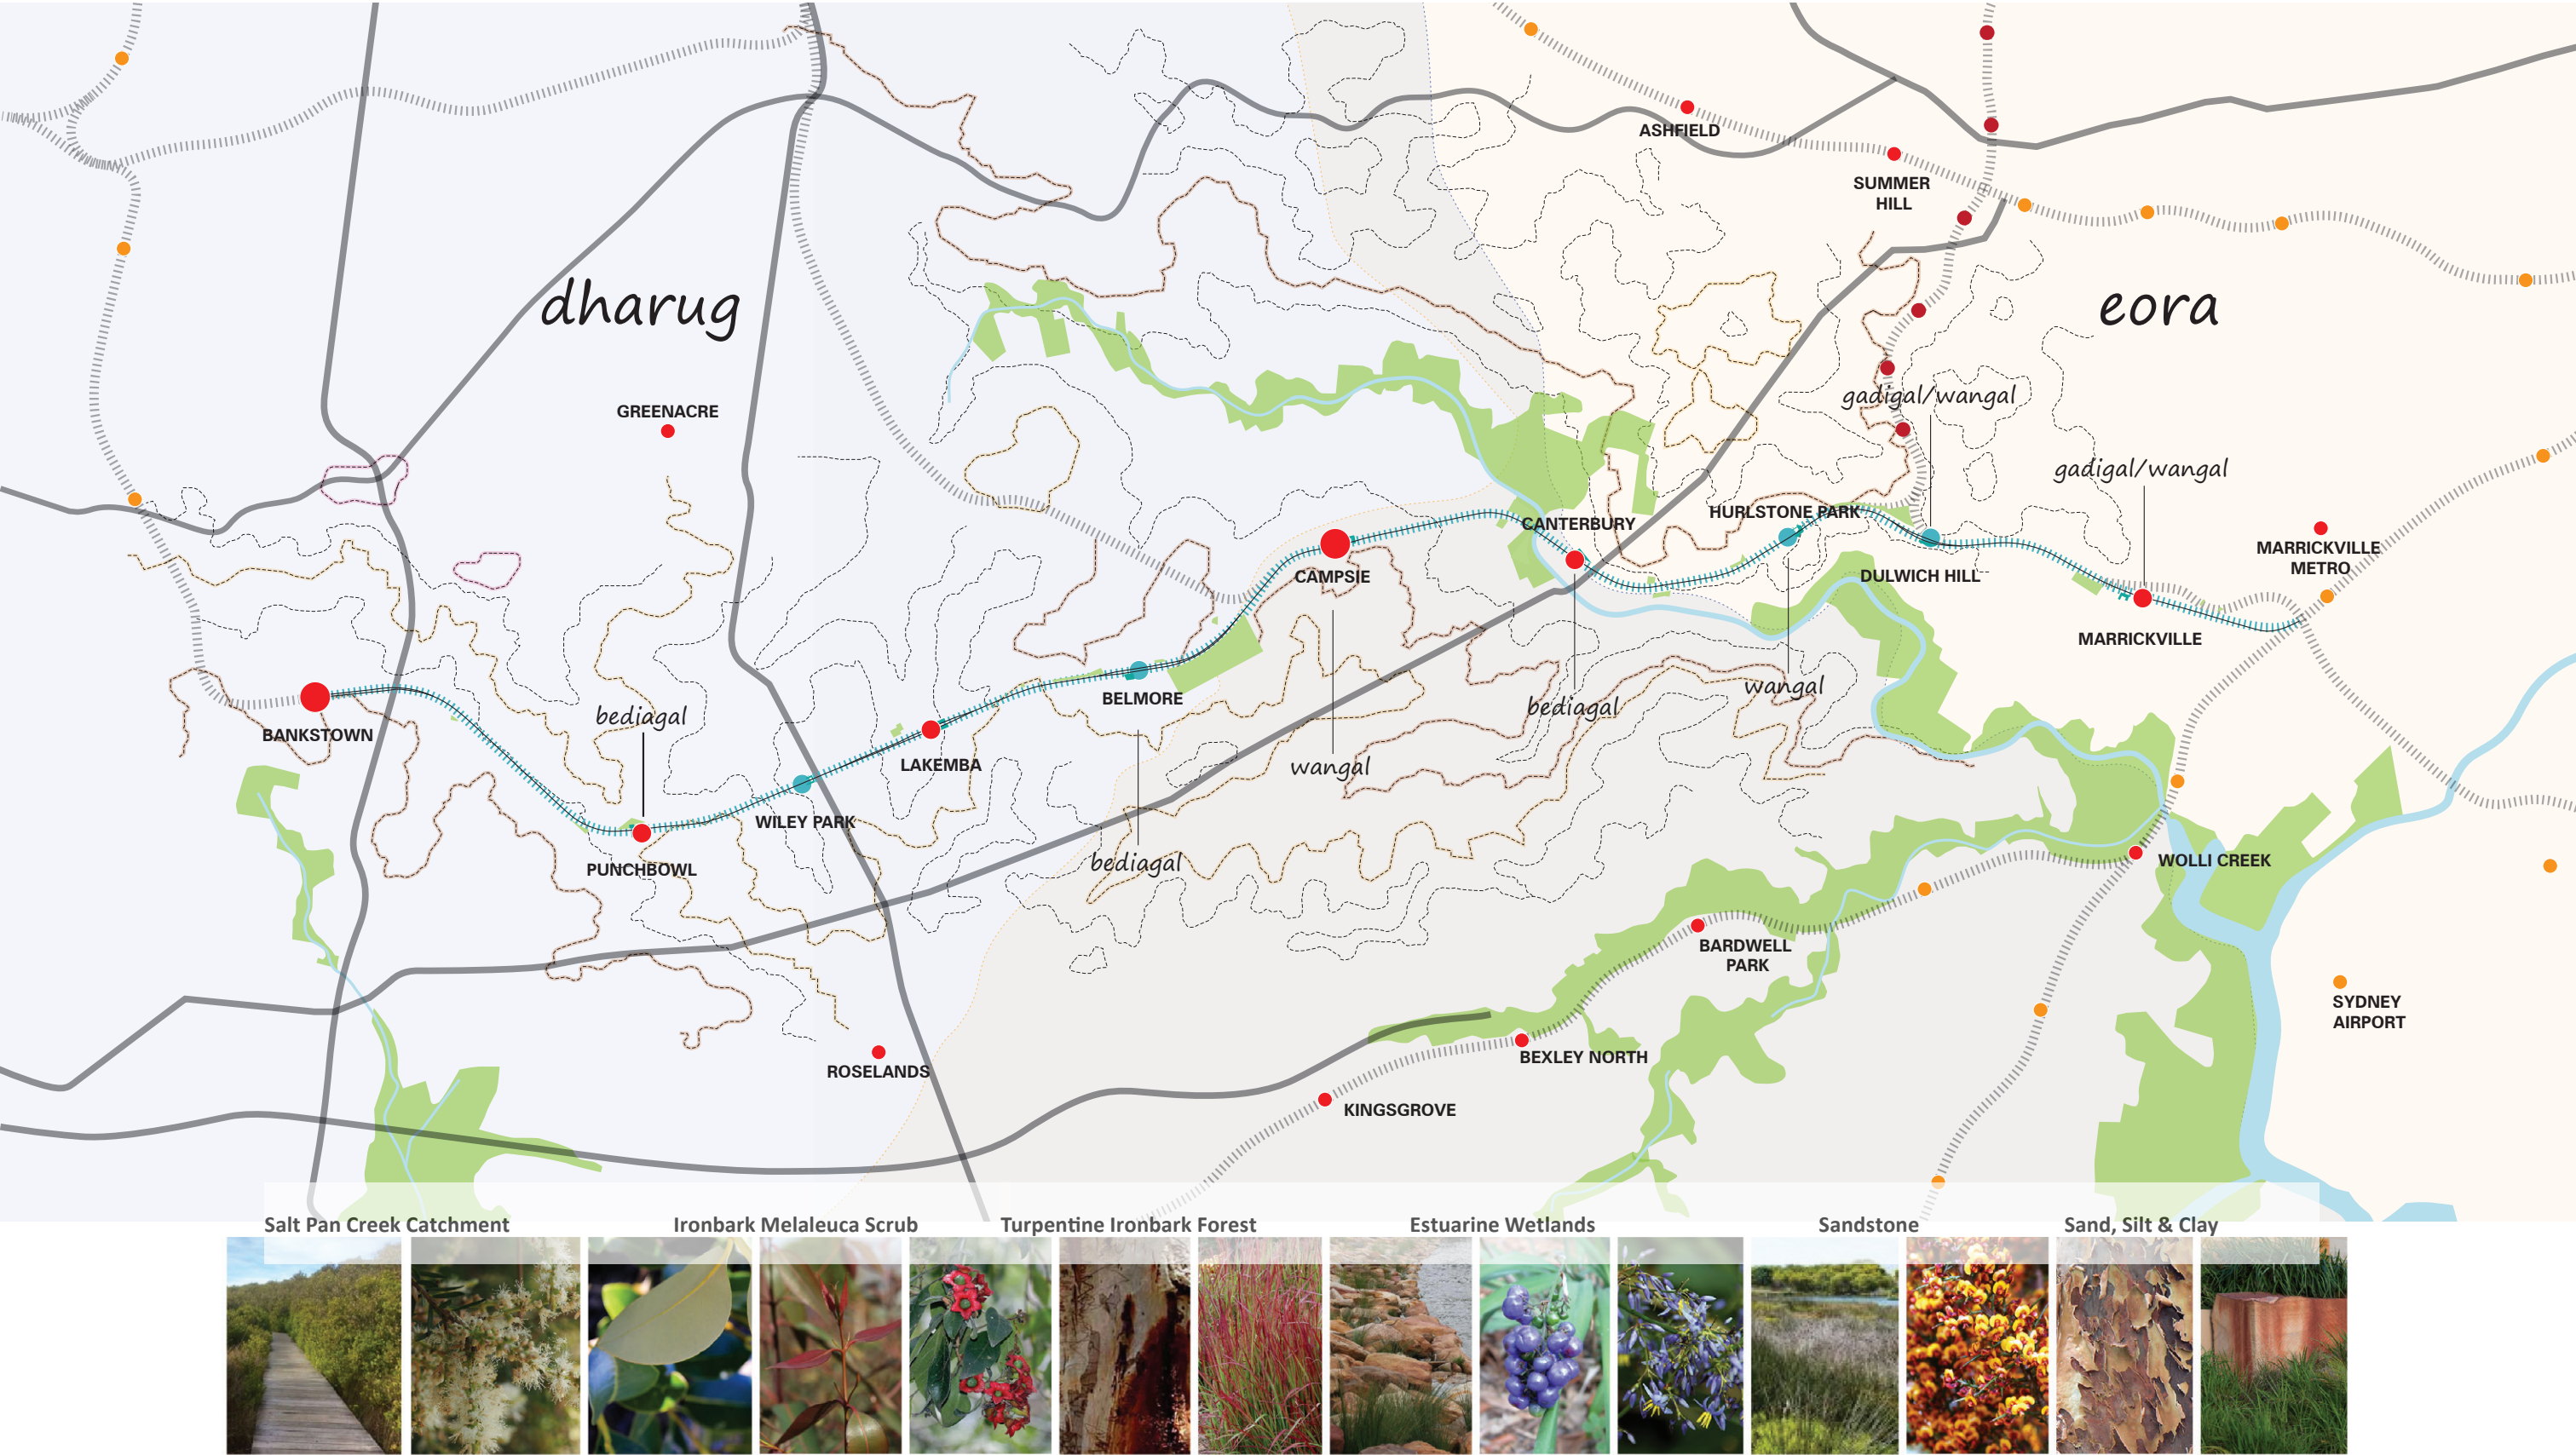 ASHFIELD
SUMMER
HILL
dharug
eora
GREENACRE
gadigal/wangal
gadigal/wangal
CANTERBURY
HURLSTONE PARK
MARRICKVILLE
METRO
CAMPSIE
DULWICH HILL
MARRICKVILLE
BANKSTOWN
bediagal
BELMORE
wangal
bediagal
LAKEMBA
wangal
WILEY PARK
PUNCHBOWL
bediagal
WOLLI CREEK
BARDWELL
PARK
SYDNEY
AIRPORT
BEXLEY NORTH
ROSELANDS
KINGSGROVE
Salt Pan Creek Catchment
Ironbark Melaleuca Scrub
Turpentine Ironbark Forest
Estuarine Wetlands
Sandstone
Sand, Silt & Clay